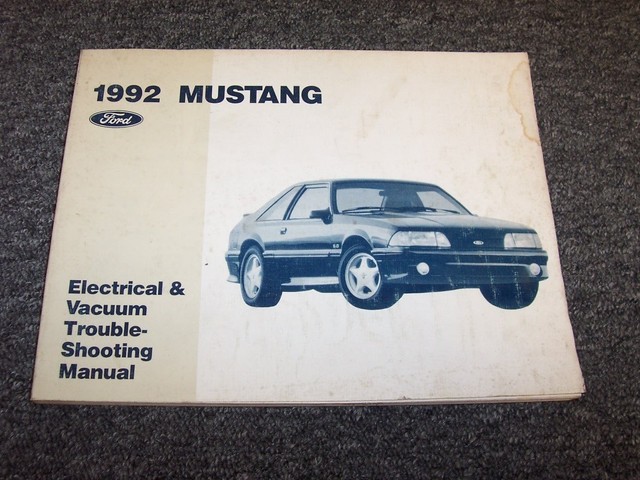 1992 MUSTANG
Ford
Electrical &
Vacuum
Trouble-
Shooting
Manual